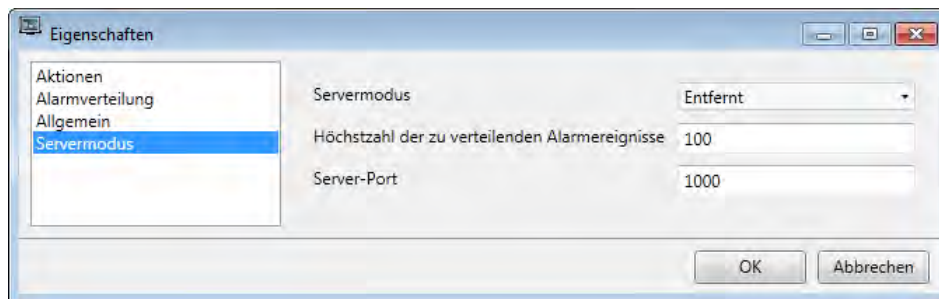 Eigenschaften
Aktionen
Alarmverteilung
Allgemein
Servermodus
Servermodus
Entfernt
Höchstzahl der zu verteilenden Alarmereignisse
100
Server-Port
1000
OK
Abbrechen